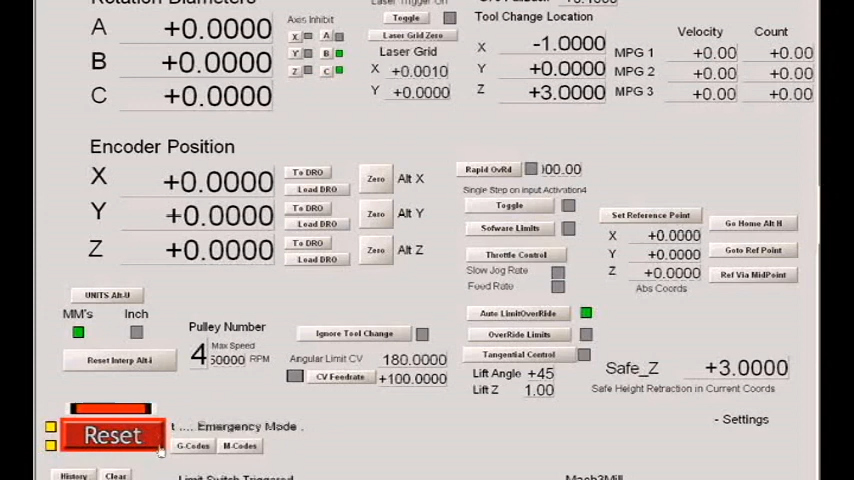 Rotation Diameters
A +0.0000
B +0.0000
C +0.0000
Axis Inhibit
X A
Y B
Z C
Laser Trigger On
Toggle
Laser Grid Zero
Laser Grid
X +0.0010
Y +0.0000
Tool Change Location
X -1.0000
Y +0.0000
Z +3.0000
Velocity Count
MPG 1 +0.00 +0.00
MPG 2 +0.00 +0.00
MPG 3 +0.00 +0.00
Encoder Position
X +0.0000 To DRO Load DRO Zero Alt X
Y +0.0000 To DRO Load DRO Zero Alt Y
Z +0.0000 To DRO Load DRO Zero Alt Z
Rapid OvRd 00.00
Single Step on input Activation4
Toggle
Sofware Limits
Throttle Control
Slow Jog Rate
Feed Rate
Auto LimitOverRide
OverRide Limits
Tangential Control
Lift Angle +45
Lift Z 1.00
Set Reference Point
X +0.0000
Y +0.0000
Z +0.0000
Abs Coords
Go Home Alt H
Goto Ref Point
Ref Via MidPoint
UNITS Alt-U
MM's Inch
Reset Interp Alt-i
Pulley Number
4 Max Speed
60000 RPM
Ignore Tool Change
Angular Limit CV 180.0000
CV Feedrate +100.0000
Safe_Z +3.0000
Safe Height Retraction in Current Coords
Reset
t .... Emergency Mode .
G-Codes M-Codes
- Settings
History Clear
Limit Switch Triggered
Mach3Mill